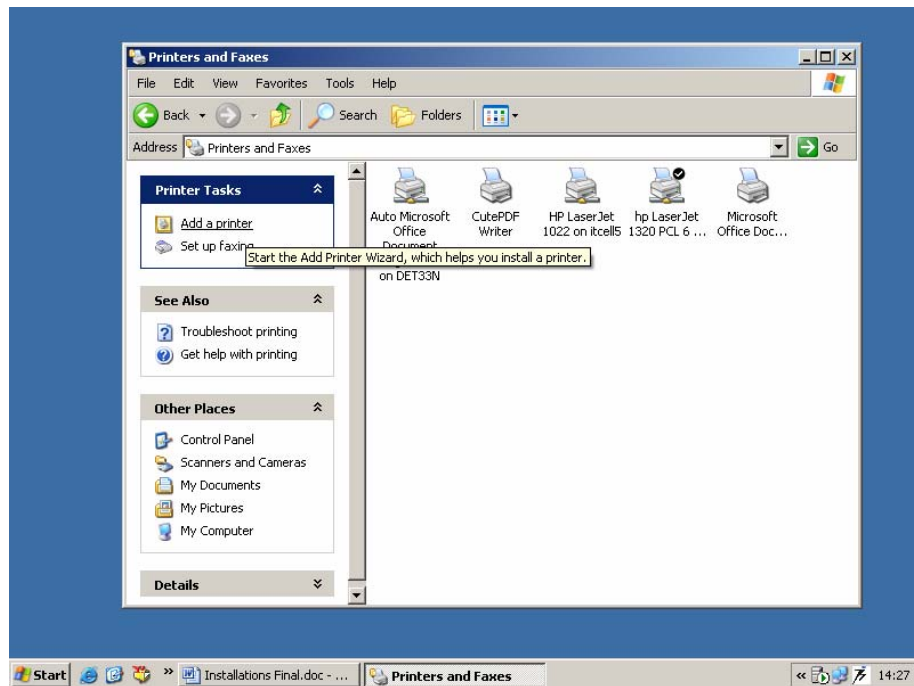 Printers and Faxes
File Edit View Favorites Tools Help
Back Search Folders
Address Printers and Faxes Go
Printer Tasks
Add a printer
Set up faxing
Start the Add Printer Wizard, which helps you install a printer.
See Also
Troubleshoot printing
Get help with printing
Other Places
Control Panel
Scanners and Cameras
My Documents
My Pictures
My Computer
Details
Auto Microsoft
Office
Document
on DET33N
CutePDF
Writer
HP LaserJet
1022 on itcell5
hp LaserJet
1320 PCL 6 ...
Microsoft
Office Doc...
Start » Installations Final.doc - ... Printers and Faxes « 14:27